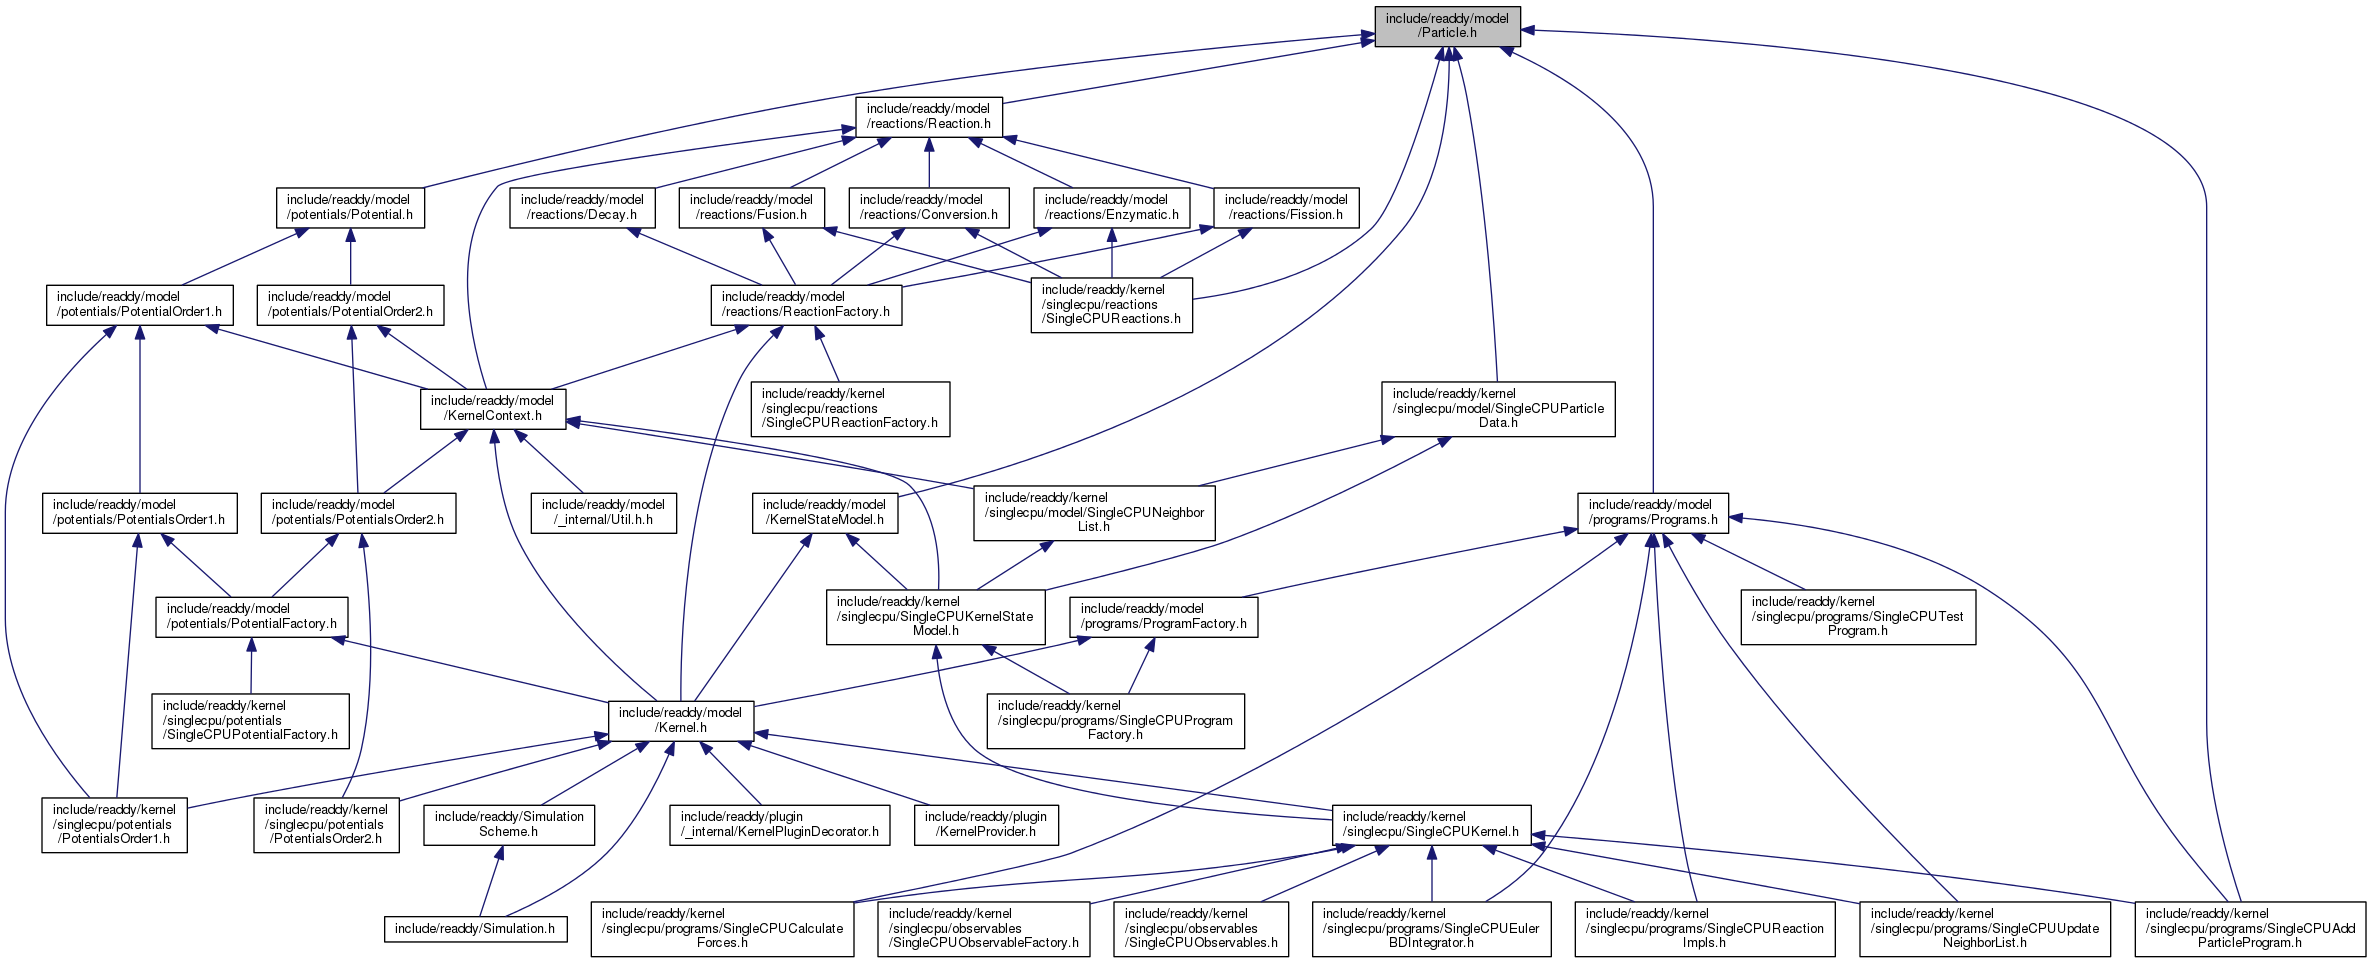 include/readdy/model
/Particle.h
include/readdy/model
/reactions/Reaction.h
include/readdy/model
/potentials/Potential.h
include/readdy/model
/reactions/Decay.h
include/readdy/model
/reactions/Fusion.h
include/readdy/model
/reactions/Conversion.h
include/readdy/model
/reactions/Enzymatic.h
include/readdy/model
/reactions/Fission.h
include/readdy/model
/potentials/PotentialOrder1.h
include/readdy/model
/potentials/PotentialOrder2.h
include/readdy/model
/reactions/ReactionFactory.h
include/readdy/kernel
/singlecpu/reactions
/SingleCPUReactions.h
include/readdy/model
/KernelContext.h
include/readdy/kernel
/singlecpu/reactions
/SingleCPUReactionFactory.h
include/readdy/kernel
/singlecpu/model/SingleCPUParticle
Data.h
include/readdy/model
/potentials/PotentialsOrder1.h
include/readdy/model
/potentials/PotentialsOrder2.h
include/readdy/model
/_internal/Util.h.h
include/readdy/model
/KernelStateModel.h
include/readdy/kernel
/singlecpu/model/SingleCPUNeighbor
List.h
include/readdy/model
/programs/Programs.h
include/readdy/model
/potentials/PotentialFactory.h
include/readdy/kernel
/singlecpu/SingleCPUKernelState
Model.h
include/readdy/model
/programs/ProgramFactory.h
include/readdy/kernel
/singlecpu/programs/SingleCPUTest
Program.h
include/readdy/kernel
/singlecpu/potentials
/SingleCPUPotentialFactory.h
include/readdy/model
/Kernel.h
include/readdy/kernel
/singlecpu/programs/SingleCPUProgram
Factory.h
include/readdy/kernel
/singlecpu/potentials
/PotentialsOrder1.h
include/readdy/kernel
/singlecpu/potentials
/PotentialsOrder2.h
include/readdy/Simulation
Scheme.h
include/readdy/plugin
/_internal/KernelPluginDecorator.h
include/readdy/plugin
/KernelProvider.h
include/readdy/kernel
/singlecpu/SingleCPUKernel.h
include/readdy/Simulation.h
include/readdy/kernel
/singlecpu/programs/SingleCPUCalculate
Forces.h
include/readdy/kernel
/singlecpu/observables
/SingleCPUObservableFactory.h
include/readdy/kernel
/singlecpu/observables
/SingleCPUObservables.h
include/readdy/kernel
/singlecpu/programs/SingleCPUEuler
BDIntegrator.h
include/readdy/kernel
/singlecpu/programs/SingleCPUReaction
Impls.h
include/readdy/kernel
/singlecpu/programs/SingleCPUUpdate
NeighborList.h
include/readdy/kernel
/singlecpu/programs/SingleCPUAdd
ParticleProgram.h